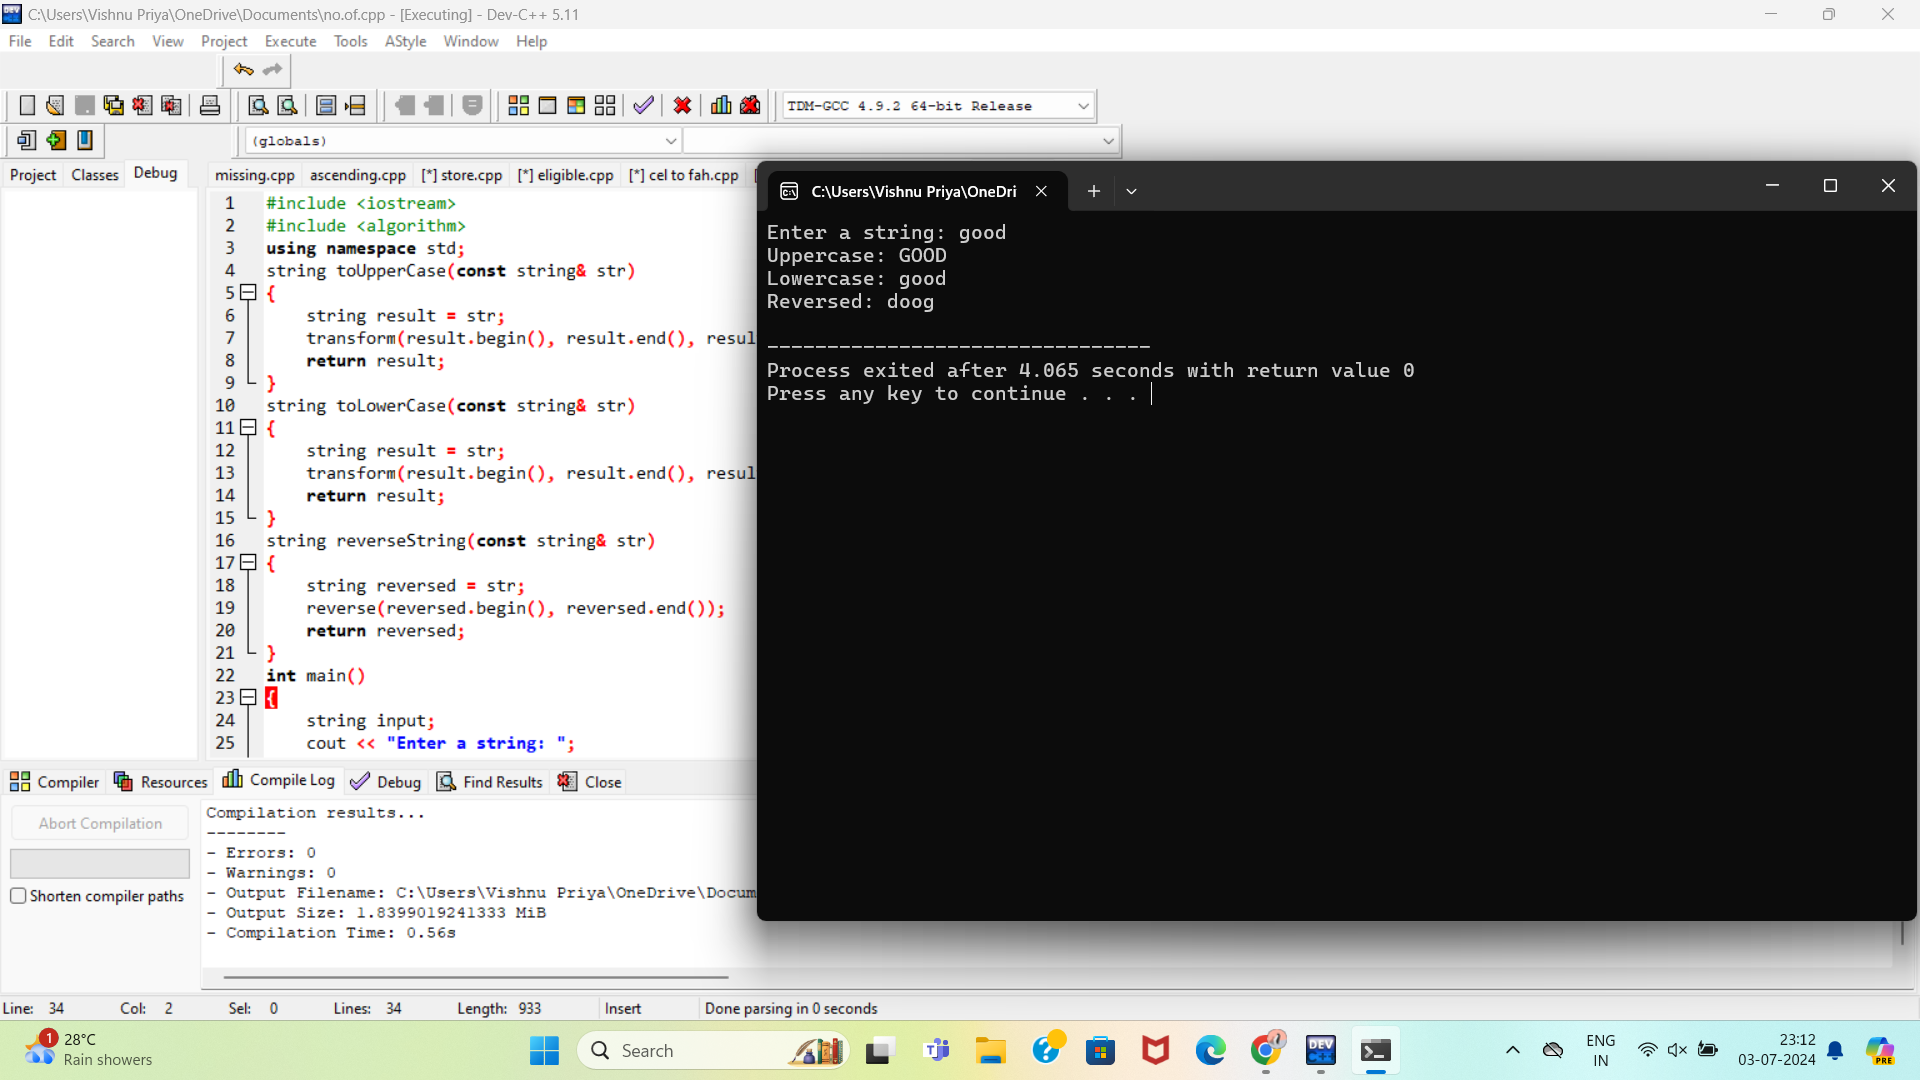 C:\Users\Vishnu Priya\OneDrive\Documents\no.of.cpp - [Executing] - Dev-C++ 5.11
File Edit Search View Project Execute Tools AStyle Window Help
TDM-GCC 4.9.2 64-bit Release
(globals)
Project Classes Debug
missing.cpp ascending.cpp [*] store.cpp [*] eligible.cpp [*] cel to fah.cpp
1 #include <iostream>
2 #include <algorithm>
3 using namespace std;
4 string toUpperCase(const string& str)
5 {
6 string result = str;
7 transform(result.begin(), result.end(), resul
8 return result;
9 }
10 string toLowerCase(const string& str)
11 {
12 string result = str;
13 transform(result.begin(), result.end(), resul
14 return result;
15 }
16 string reverseString(const string& str)
17 {
18 string reversed = str;
19 reverse(reversed.begin(), reversed.end());
20 return reversed;
21 }
22 int main()
23 {
24 string input;
25 cout << "Enter a string: ";
C:\Users\Vishnu Priya\OneDri
Enter a string: good
Uppercase: GOOD
Lowercase: good
Reversed: doog
--------------------------------
Process exited after 4.065 seconds with return value 0
Press any key to continue . . .
Compiler Resources Compile Log Debug Find Results Close
Abort Compilation
Shorten compiler paths
Compilation results...
--------
- Errors: 0
- Warnings: 0
- Output Filename: C:\Users\Vishnu Priya\OneDrive\Docum
- Output Size: 1.8399019241333 MiB
- Compilation Time: 0.56s
Line: 34 Col: 2 Sel: 0 Lines: 34 Length: 933 Insert Done parsing in 0 seconds
1
28°C
Rain showers
Search
DEV
ENG
IN
23:12
03-07-2024
PRE